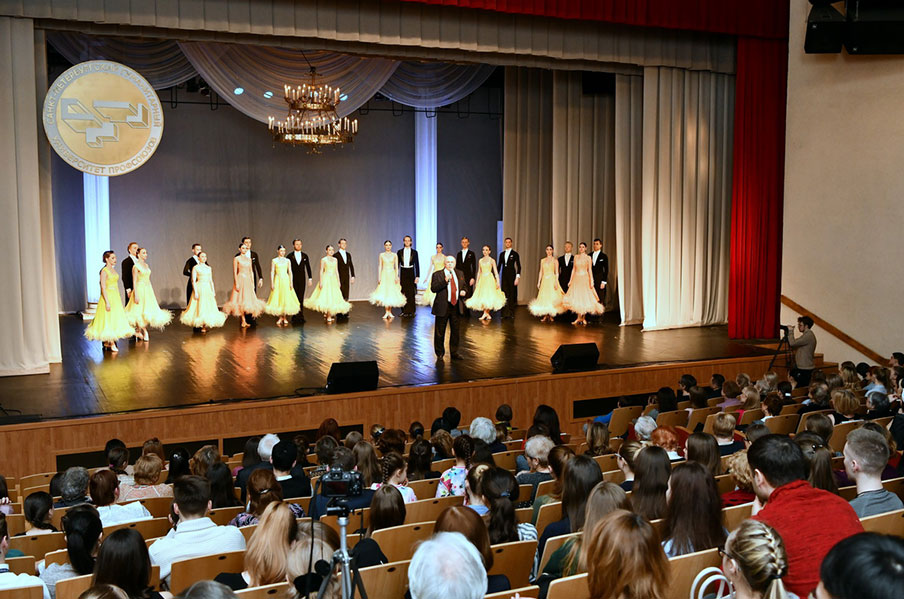 САНКТ-ПЕТЕРБУРГСКИЙ ГУМАНИТАРНЫЙ
УНИВЕРСИТЕТ ПРОФСОЮЗОВ